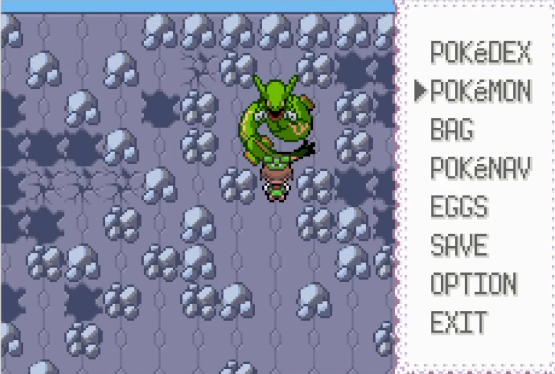 POKéDEX
POKéMON
BAG
POKéNAV
EGGS
SAVE
OPTION
EXIT